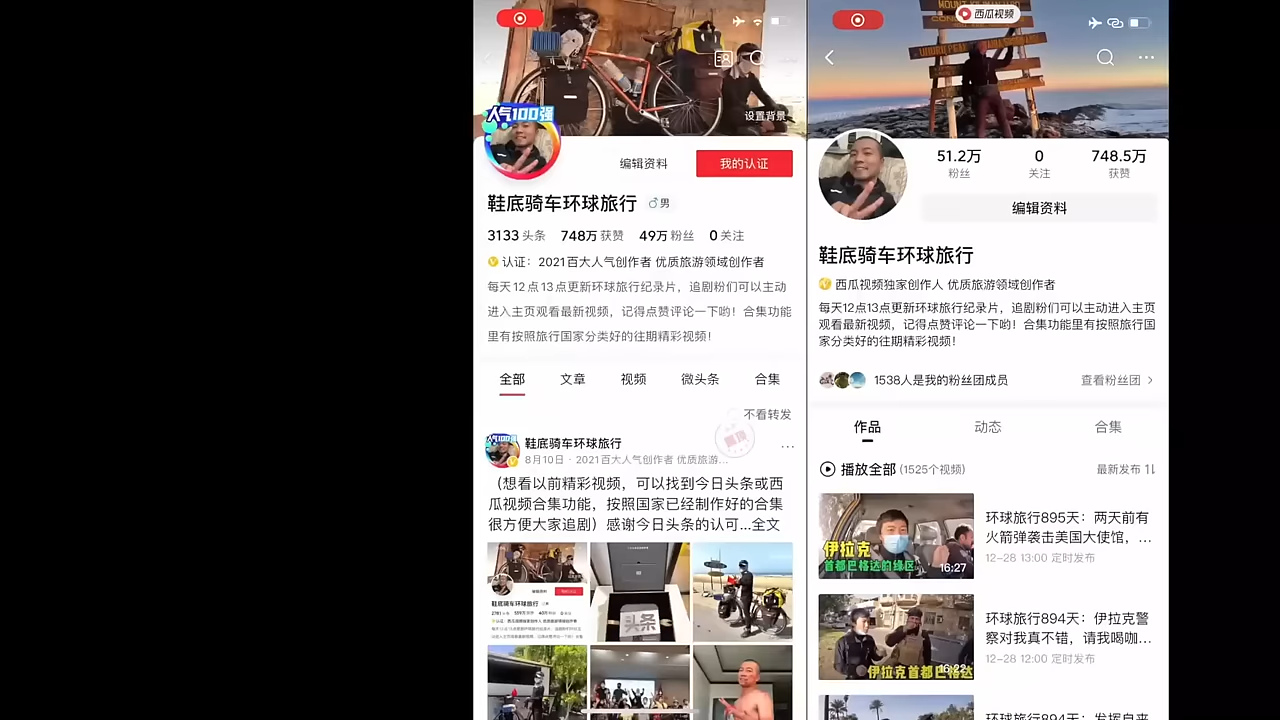 人气100强
设置背景
编辑资料
我的认证
鞋底骑车环球旅行
男
3133 头条 748万 获赞 49万 粉丝 0 关注
认证：2021百大人气创作者 优质旅游领域创作者
每天12点13点更新环球旅行纪录片，追剧粉们可以主动
进入主页观看最新视频，记得点赞评论一下哟！合集功能
里有按照旅行国家分类好的往期精彩视频！
全部 文章 视频 微头条 合集
不看转发
置顶
鞋底骑车环球旅行
8月10日 · 2021百大人气创作者 优质旅游...
（想看以前精彩视频，可以找到今日头条或西
瓜视频合集功能，按照国家已经制作好的合集
很方便大家追剧）感谢今日头条的认可...全文
鞋底骑车环球旅行
头条
西瓜视频
MOUNT KILIMANJARO
51.2万 0 748.5万
粉丝 关注 获赞
编辑资料
鞋底骑车环球旅行
西瓜视频独家创作人 优质旅游领域创作者
每天12点13点更新环球旅行纪录片，追剧粉们可以主动进入主页
观看最新视频，记得点赞评论一下哟！合集功能里有按照旅行国
家分类好的往期精彩视频！
1538人是我的粉丝团成员
查看粉丝团
作品 动态 合集
播放全部 (1525个视频)
最新发布
伊拉克
首都巴格达的绿区
16:27
环球旅行895天：两天前有
火箭弹袭击美国大使馆，...
12-28 13:00 定时发布
伊拉克首都巴格达
16:22
环球旅行894天：伊拉克警
察对我真不错，请我喝咖...
12-28 12:00 定时发布